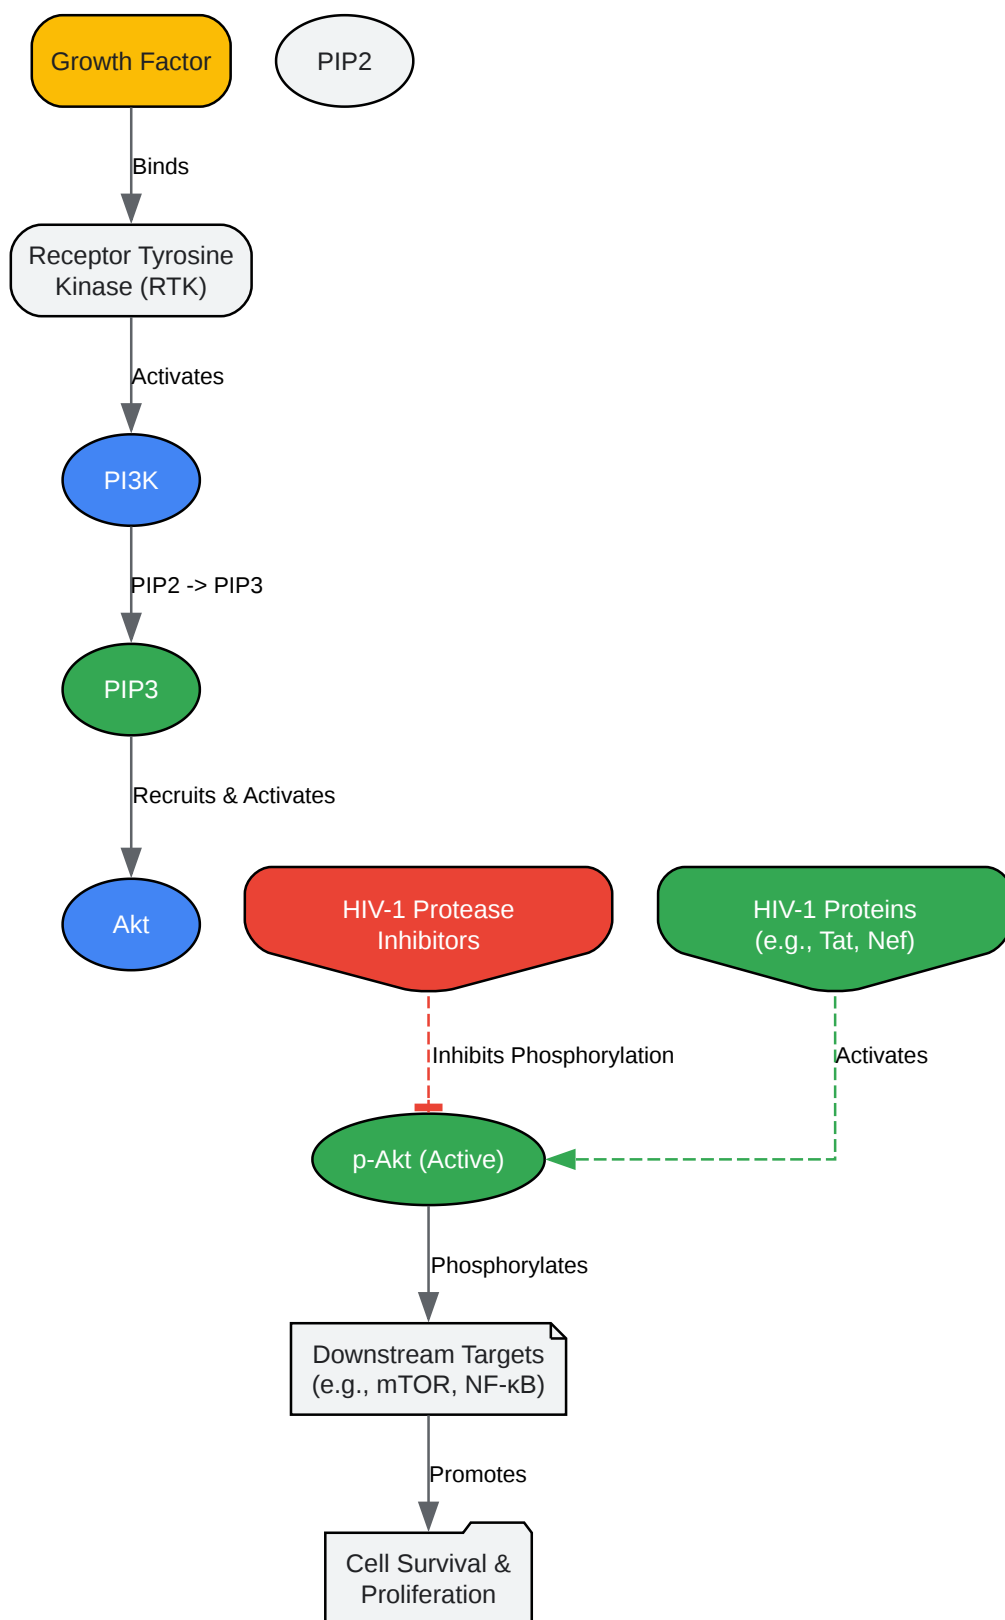 Growth Factor
PIP2
Binds
Receptor Tyrosine
Kinase (RTK)
Activates
PI3K
PIP2 -> PIP3
PIP3
Recruits & Activates
Akt
HIV-1 Protease
Inhibitors
HIV-1 Proteins
(e.g., Tat, Nef)
Inhibits Phosphorylation
Activates
p-Akt (Active)
Phosphorylates
Downstream Targets
(e.g., mTOR, NF-κB)
Promotes
Cell Survival &
Proliferation